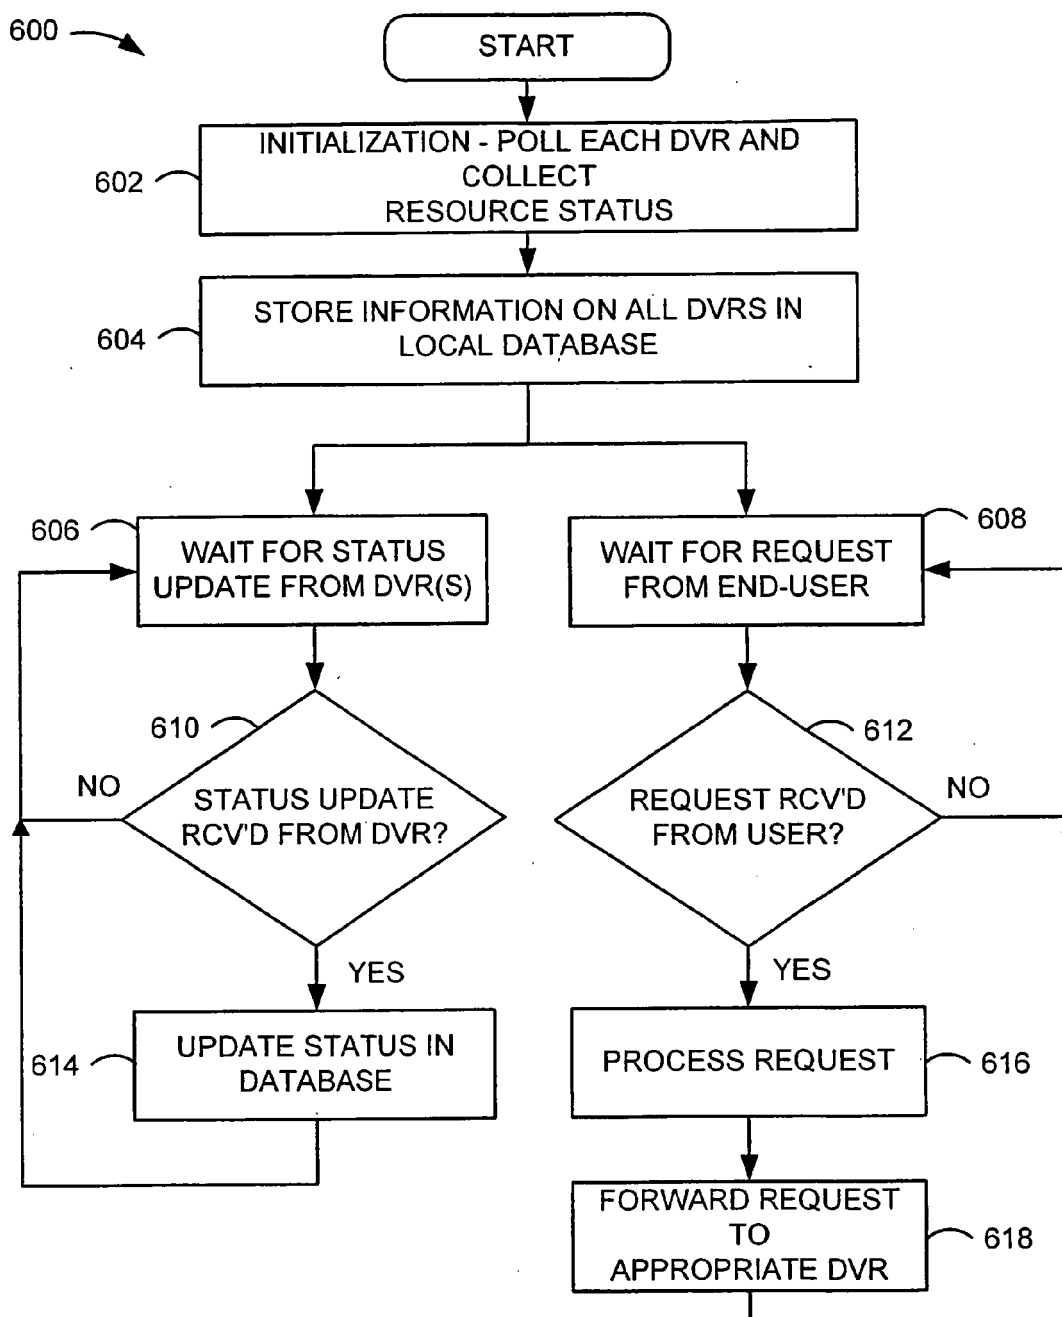 600
START
INITIALIZATION - POLL EACH DVR AND
COLLECT
RESOURCE STATUS
602
STORE INFORMATION ON ALL DVRS IN
LOCAL DATABASE
604
606
WAIT FOR STATUS
UPDATE FROM DVR(S)
WAIT FOR REQUEST
FROM END-USER
608
610
STATUS UPDATE
RCV'D FROM DVR?
NO
YES
612
REQUEST RCV'D
FROM USER?
NO
YES
614
UPDATE STATUS IN
DATABASE
PROCESS REQUEST
616
FORWARD REQUEST
TO
APPROPRIATE DVR
618